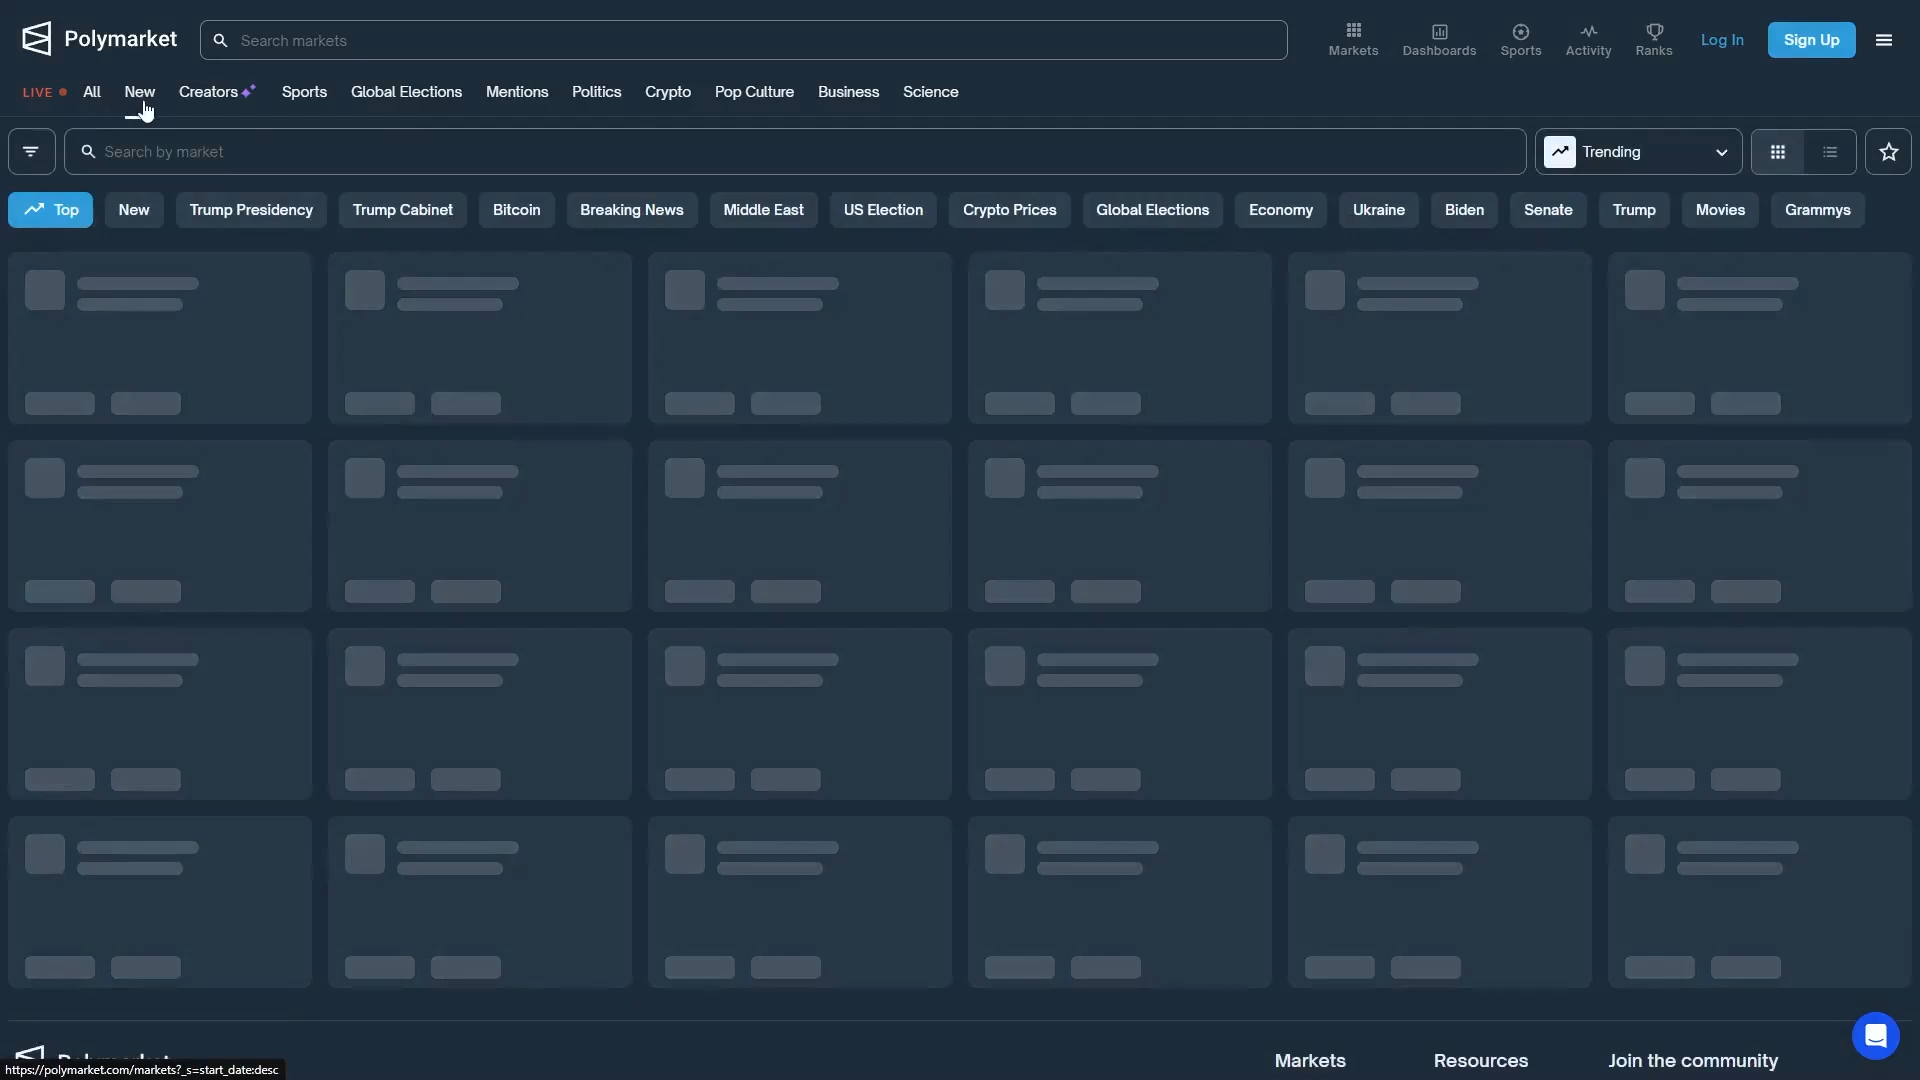 Polymarket
Search markets
Markets
Dashboards
Sports
Activity
Ranks
Log In
Sign Up
LIVE
All
New
Creators
Sports
Global Elections
Mentions
Politics
Crypto
Pop Culture
Business
Science
Search by market
Trending
Top
New
Trump Presidency
Trump Cabinet
Bitcoin
Breaking News
Middle East
US Election
Crypto Prices
Global Elections
Economy
Ukraine
Biden
Senate
Trump
Movies
Grammys
Polymarket
Markets
Resources
Join the community
https://polymarket.com/markets?_s=start_date:desc